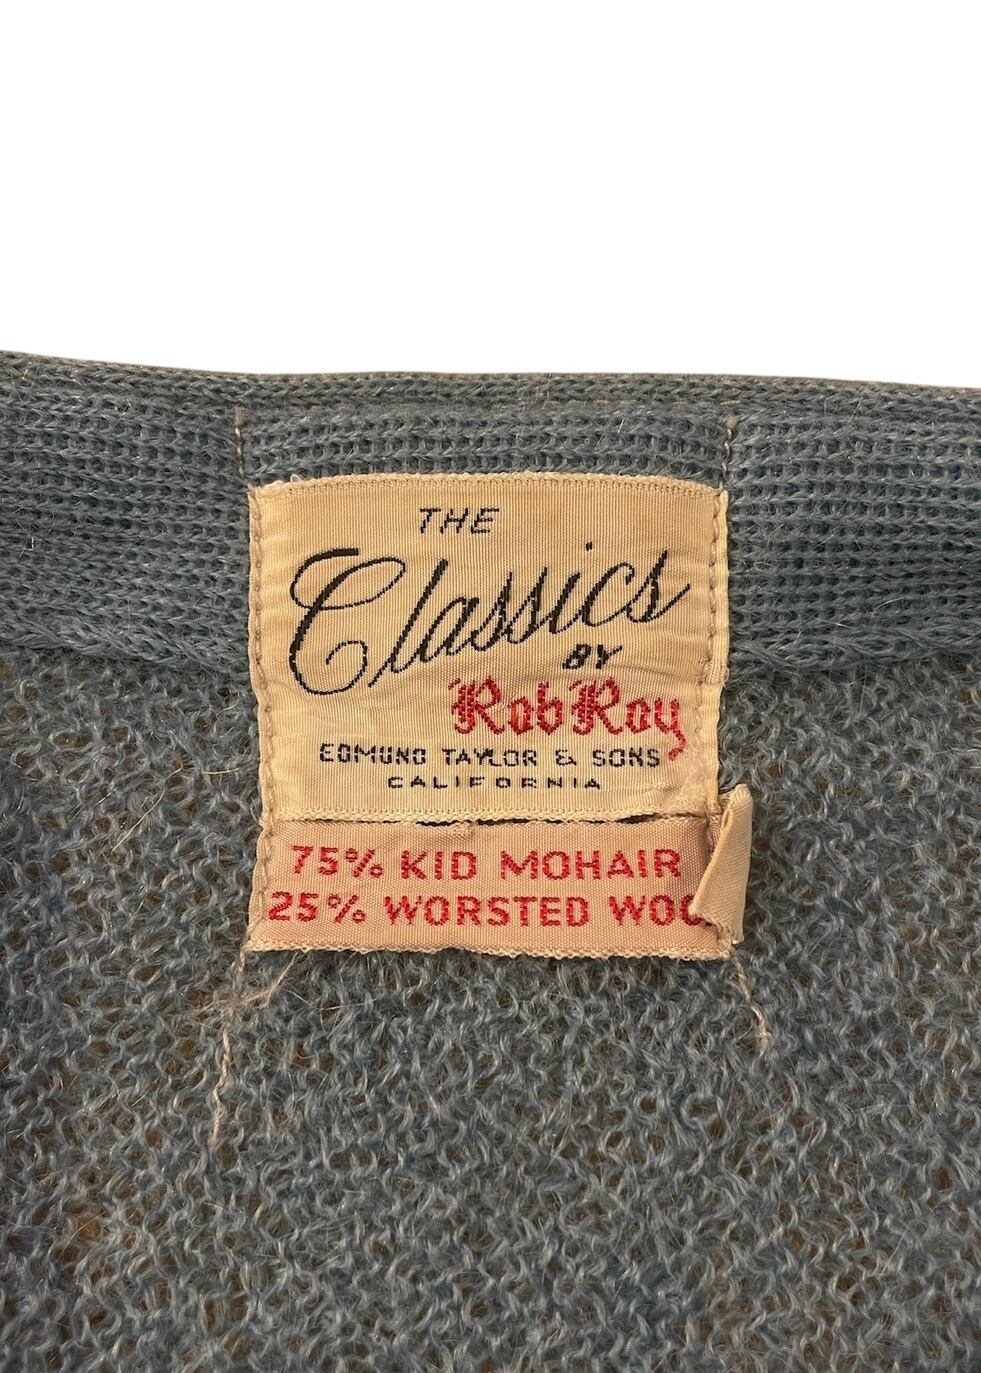 THE
Classics
BY
Rob Roy
EDMUND TAYLOR & SONS
CALIFORNIA
75% KID MOHAIR
25% WORSTED WOO